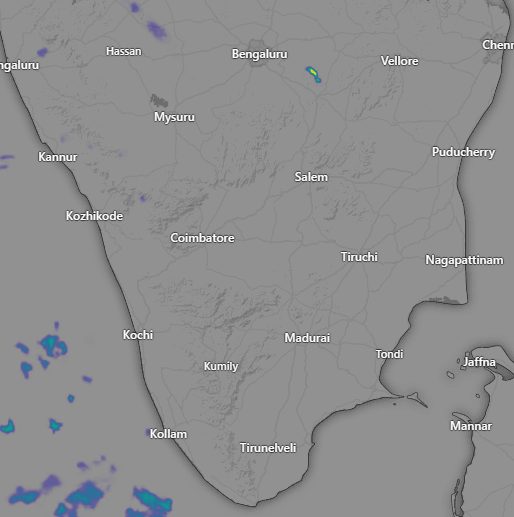 Chenn
Hassan
Bengaluru
ngaluru
Vellore
Mysuru
Kannur
Puducherry
Salem
Kozhikode
Coimbatore
Tiruchi
Nagapattinam
Kochi
Madurai
Tondi
Kumily
Jaffna
Kollam
Mannar
Tirunelveli